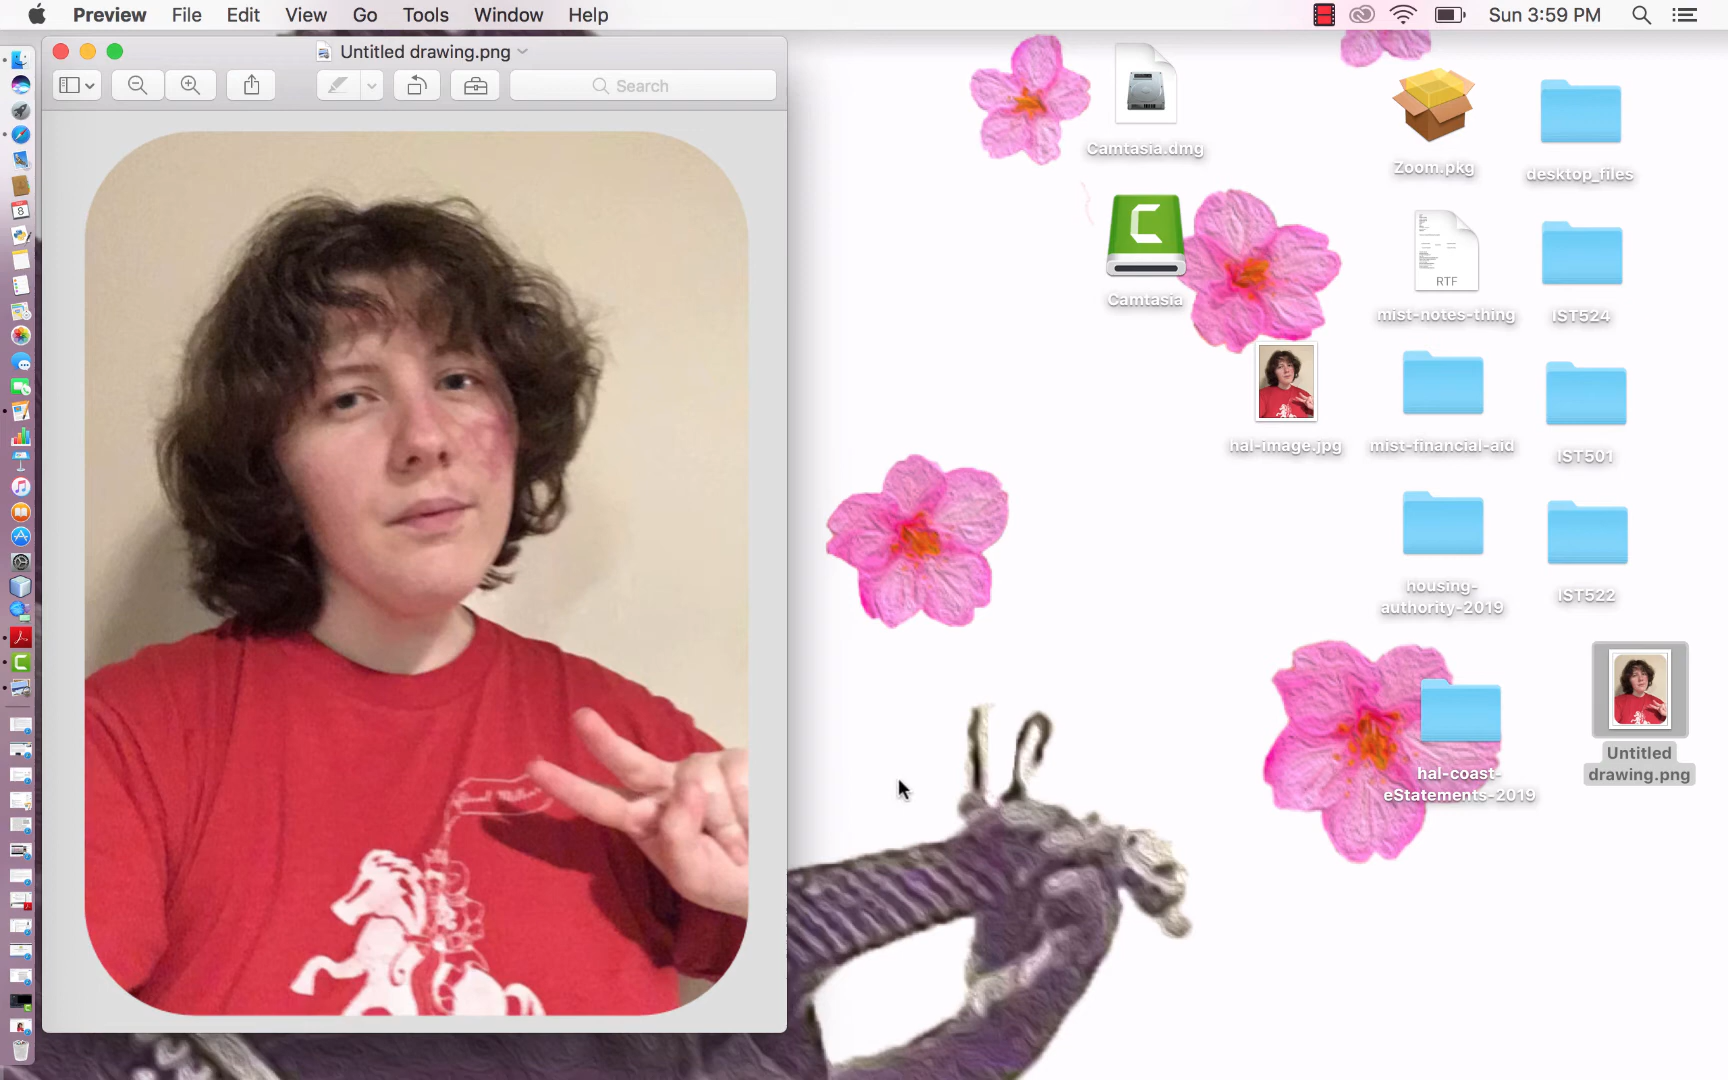 Preview File Edit View Go Tools Window Help
Sun 3:59 PM
Untitled drawing.png
Search
8
Camtasia.dmg
Zoom.pkg
desktop_files
C
Camtasia
RTF
mist-notes-thing
IST524
hal-image.jpg
mist-financial-aid
IST501
housing-
authority-2019
IST522
hal-coast-
eStatements-2019
Untitled
drawing.png